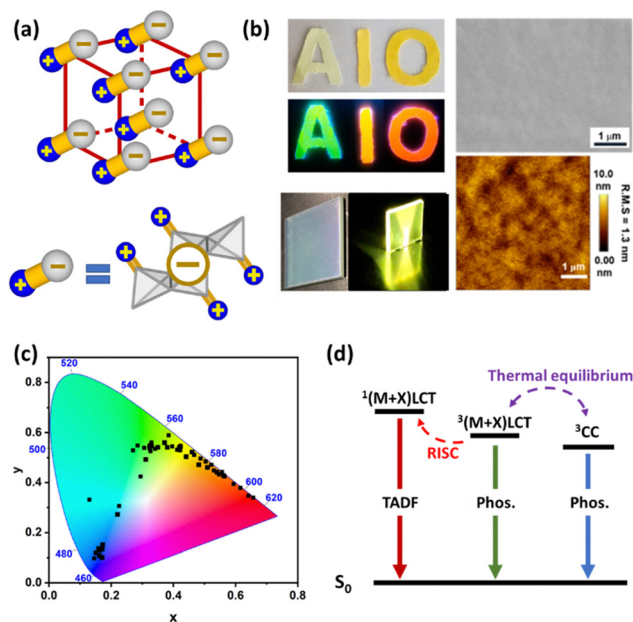 (a)
+ − + −
+ − + −
+ − + −
+ − + −
+ −
=
+ +
−
+ +
(b)
AIO
AIO
1 μm
10.0
nm
0.00
nm
R.M.S = 1.3 nm
1 μm
(c)
0.8
0.6
0.4
0.2
0.0
y
0.0 0.2 0.4 0.6 0.8
x
520
540
560
580
600
620
500
480
460
(d)
Thermal equilibrium
¹(M+X)LCT
³(M+X)LCT
³CC
RISC
TADF
Phos.
Phos.
S₀